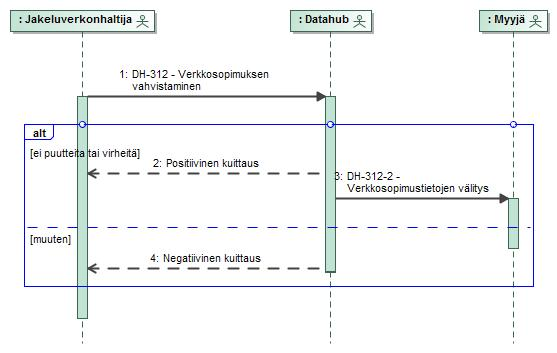 : Jakeluverkonhaltija
: Datahub
: Myyjä
1: DH-312 - Verkkosopimuksen
vahvistaminen
alt
[ei puutteita tai virheitä]
2: Positiivinen kuittaus
3: DH-312-2 -
Verkkosopimustietojen välitys
[muuten]
4: Negatiivinen kuittaus